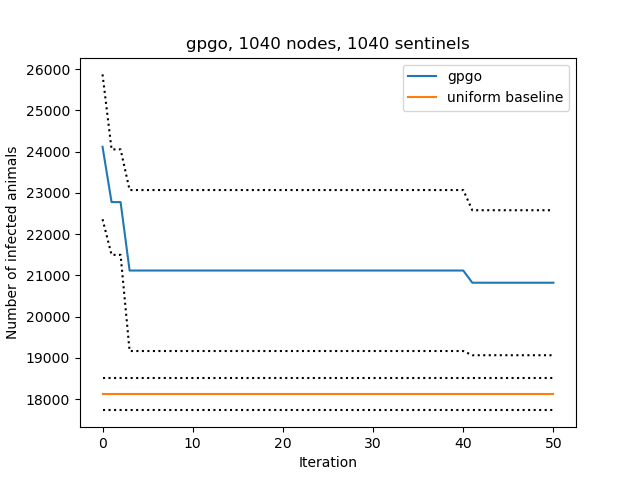 gpgo, 1040 nodes, 1040 sentinels
gpgo
uniform baseline
Number of infected animals
26000
25000
24000
23000
22000
21000
20000
19000
18000
0 10 20 30 40 50
Iteration